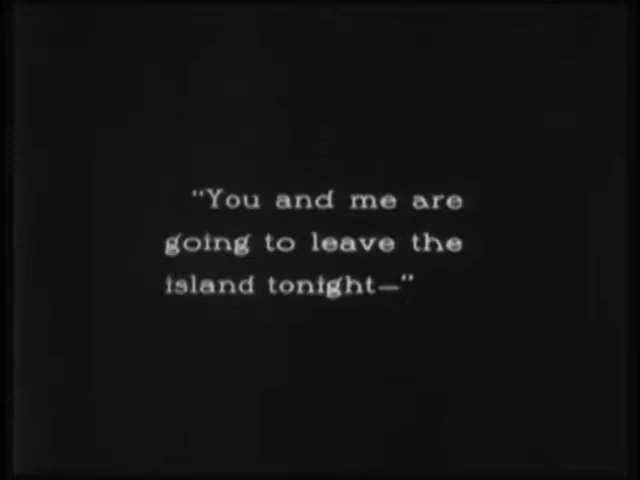 "You and me are
going to leave the
island tonight—"